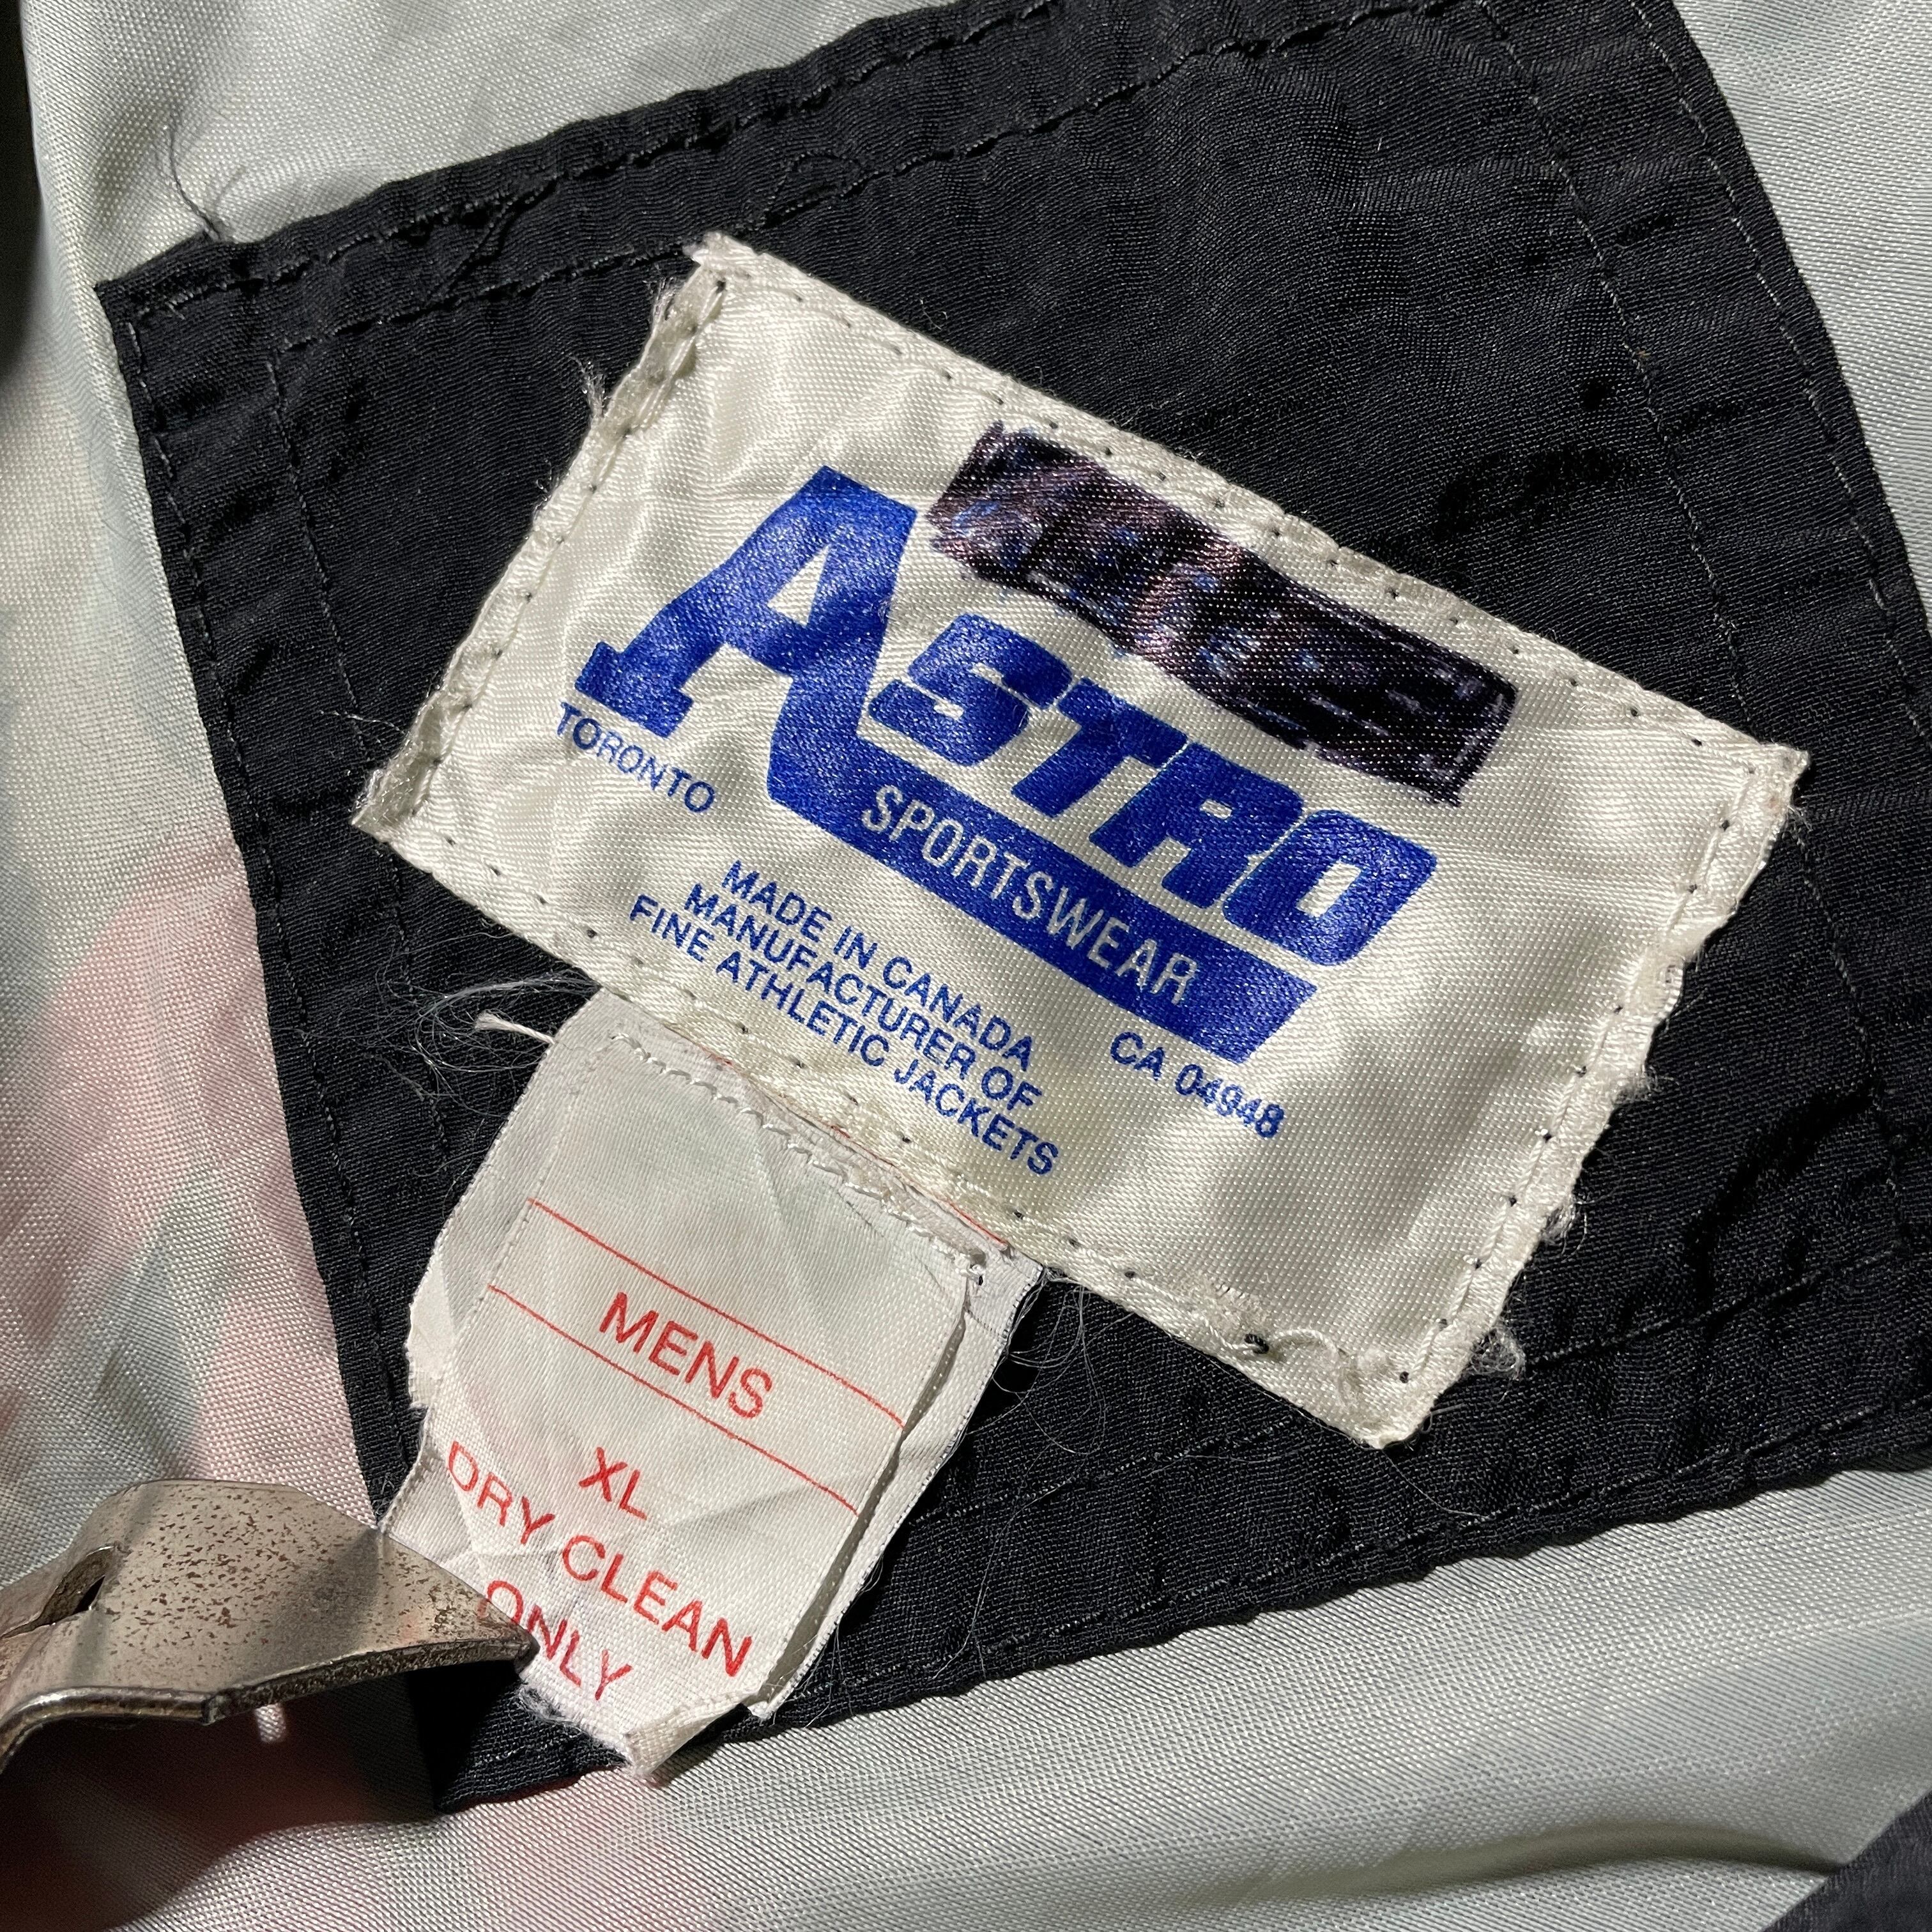 ASTRO
SPORTSWEAR
TORONTO
MADE IN CANADA
MANUFACTURER OF
FINE ATHLETIC JACKETS
CA 04948
MENS
XL
DRY CLEAN
ONLY